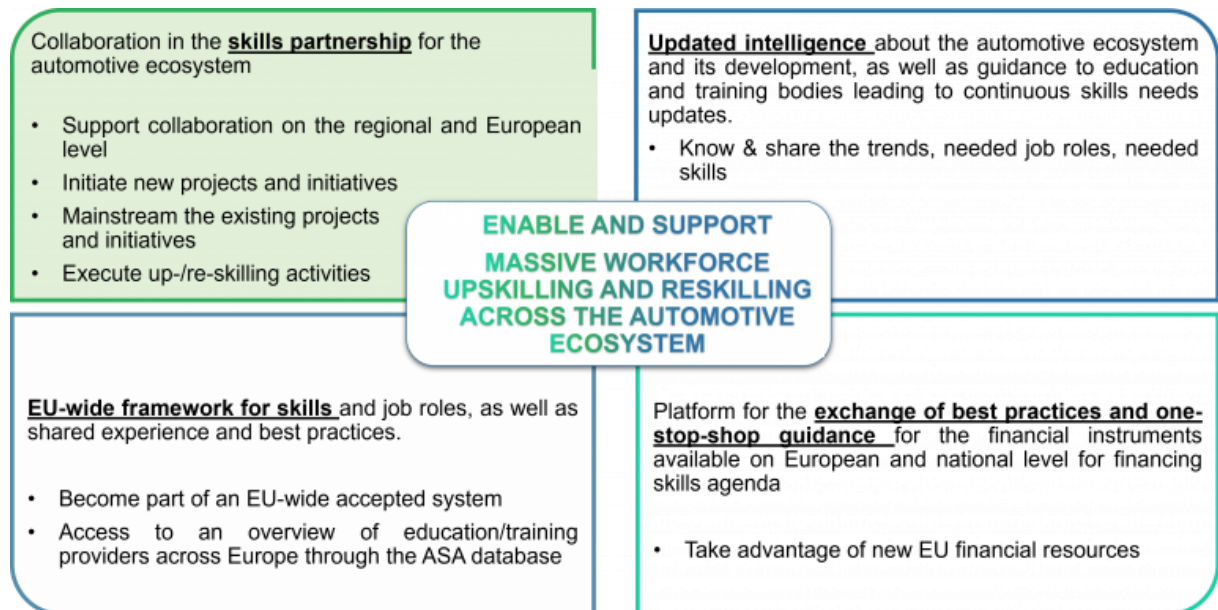 Collaboration in the skills partnership for the
automotive ecosystem
• Support collaboration on the regional and European
level
• Initiate new projects and initiatives
• Mainstream the existing projects
and initiatives
• Execute up-/re-skilling activities
Updated intelligence about the automotive ecosystem
and its development, as well as guidance to education
and training bodies leading to continuous skills needs
updates.
• Know & share the trends, needed job roles, needed
skills
ENABLE AND SUPPORT
MASSIVE WORKFORCE
UPSKILLING AND RESKILLING
ACROSS THE AUTOMOTIVE
ECOSYSTEM
EU-wide framework for skills and job roles, as well as
shared experience and best practices.
• Become part of an EU-wide accepted system
• Access to an overview of education/training
providers across Europe through the ASA database
Platform for the exchange of best practices and one-
stop-shop guidance for the financial instruments
available on European and national level for financing
skills agenda
• Take advantage of new EU financial resources